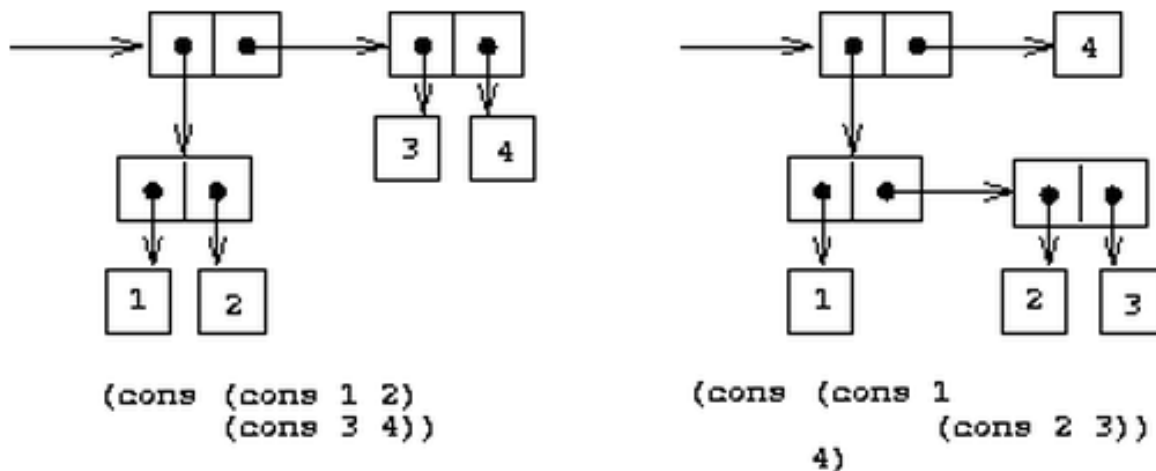 4
3 4
1 2
1 2 3
(cons (cons 1 2)
(cons 3 4))
(cons (cons 1
(cons 2 3))
4)